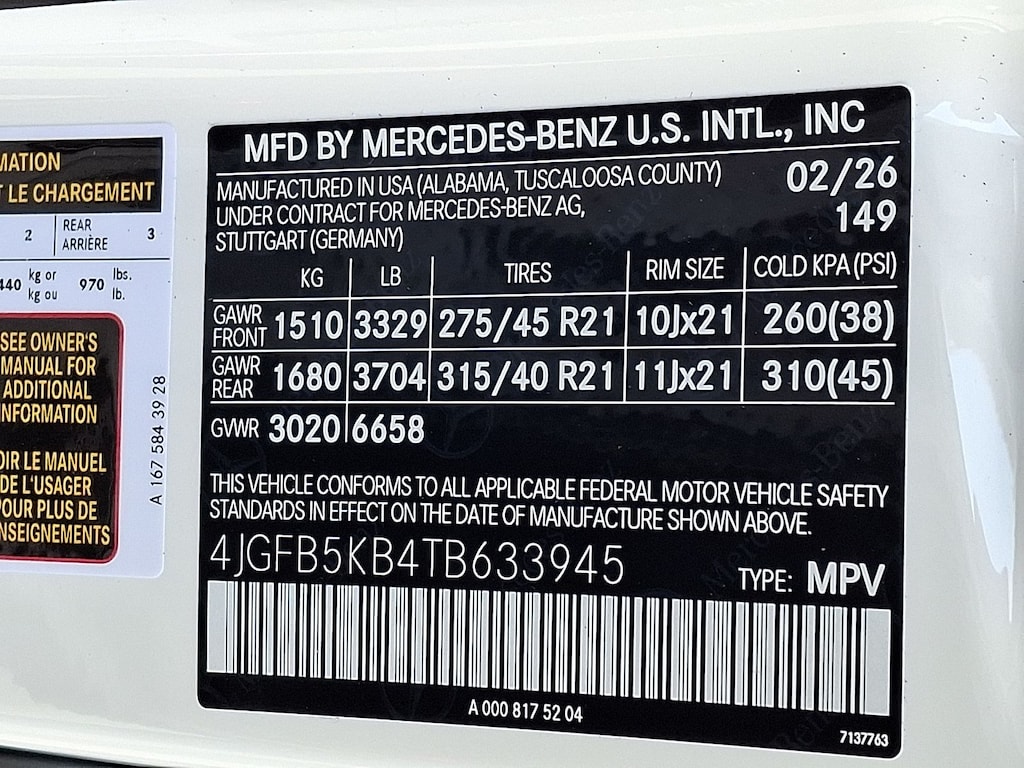 MATION
T LE CHARGEMENT
2 REAR 3
ARRIÈRE
440 kg or 970 lbs.
kg ou lb.
SEE OWNER'S
MANUAL FOR
ADDITIONAL
INFORMATION
OIR LE MANUEL
DE L'USAGER
POUR PLUS DE
NSEIGNEMENTS
A 167 584 39 28
MFD BY MERCEDES-BENZ U.S. INTL., INC
MANUFACTURED IN USA (ALABAMA, TUSCALOOSA COUNTY) 02/26
UNDER CONTRACT FOR MERCEDES-BENZ AG, 149
STUTTGART (GERMANY)
KG LB TIRES RIM SIZE COLD KPA (PSI)
GAWR FRONT 1510 3329 275/45 R21 10Jx21 260(38)
GAWR REAR 1680 3704 315/40 R21 11Jx21 310(45)
GVWR 3020 6658
THIS VEHICLE CONFORMS TO ALL APPLICABLE FEDERAL MOTOR VEHICLE SAFETY
STANDARDS IN EFFECT ON THE DATE OF MANUFACTURE SHOWN ABOVE.
4JGFB5KB4TB633945
TYPE: MPV
A 000 817 52 04
7137763